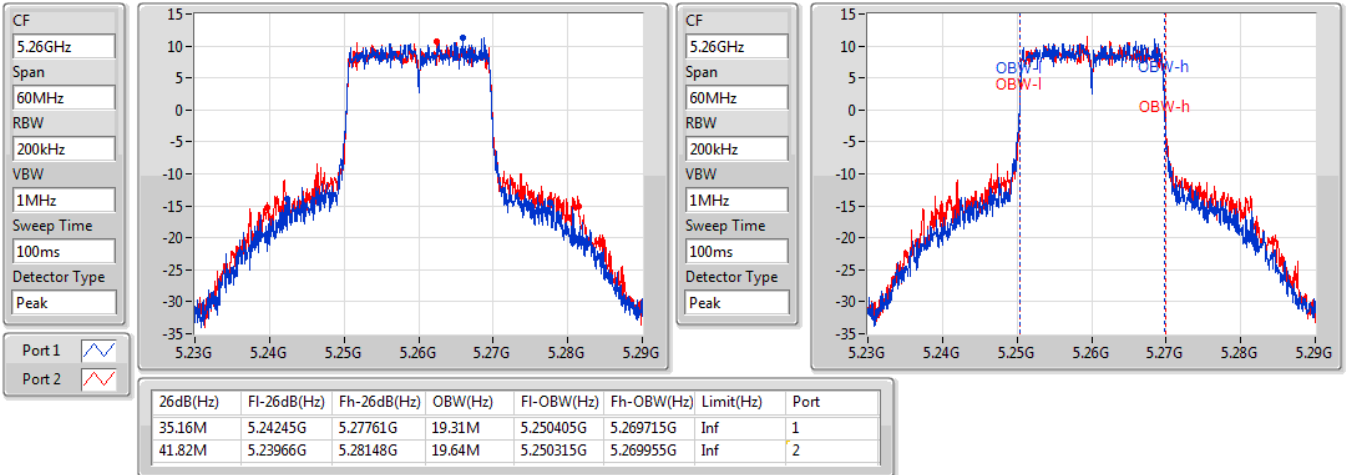 CF
5.26GHz
Span
60MHz
RBW
200kHz
VBW
1MHz
Sweep Time
100ms
Detector Type
Peak
Port 1
Port 2
15
10
5
0
-5
-10
-15
-20
-25
-30
-35
5.23G 5.24G 5.25G 5.26G 5.27G 5.28G 5.29G
CF
5.26GHz
Span
60MHz
RBW
200kHz
VBW
1MHz
Sweep Time
100ms
Detector Type
Peak
15
10
5
0
-5
-10
-15
-20
-25
-30
-35
OBW-l OBW-h
OBW-l
OBW-h
5.23G 5.24G 5.25G 5.26G 5.27G 5.28G 5.29G
26dB(Hz) Fl-26dB(Hz) Fh-26dB(Hz) OBW(Hz) Fl-OBW(Hz) Fh-OBW(Hz) Limit(Hz) Port
35.16M 5.24245G 5.27761G 19.31M 5.250405G 5.269715G Inf 1
41.82M 5.23966G 5.28148G 19.64M 5.250315G 5.269955G Inf 2